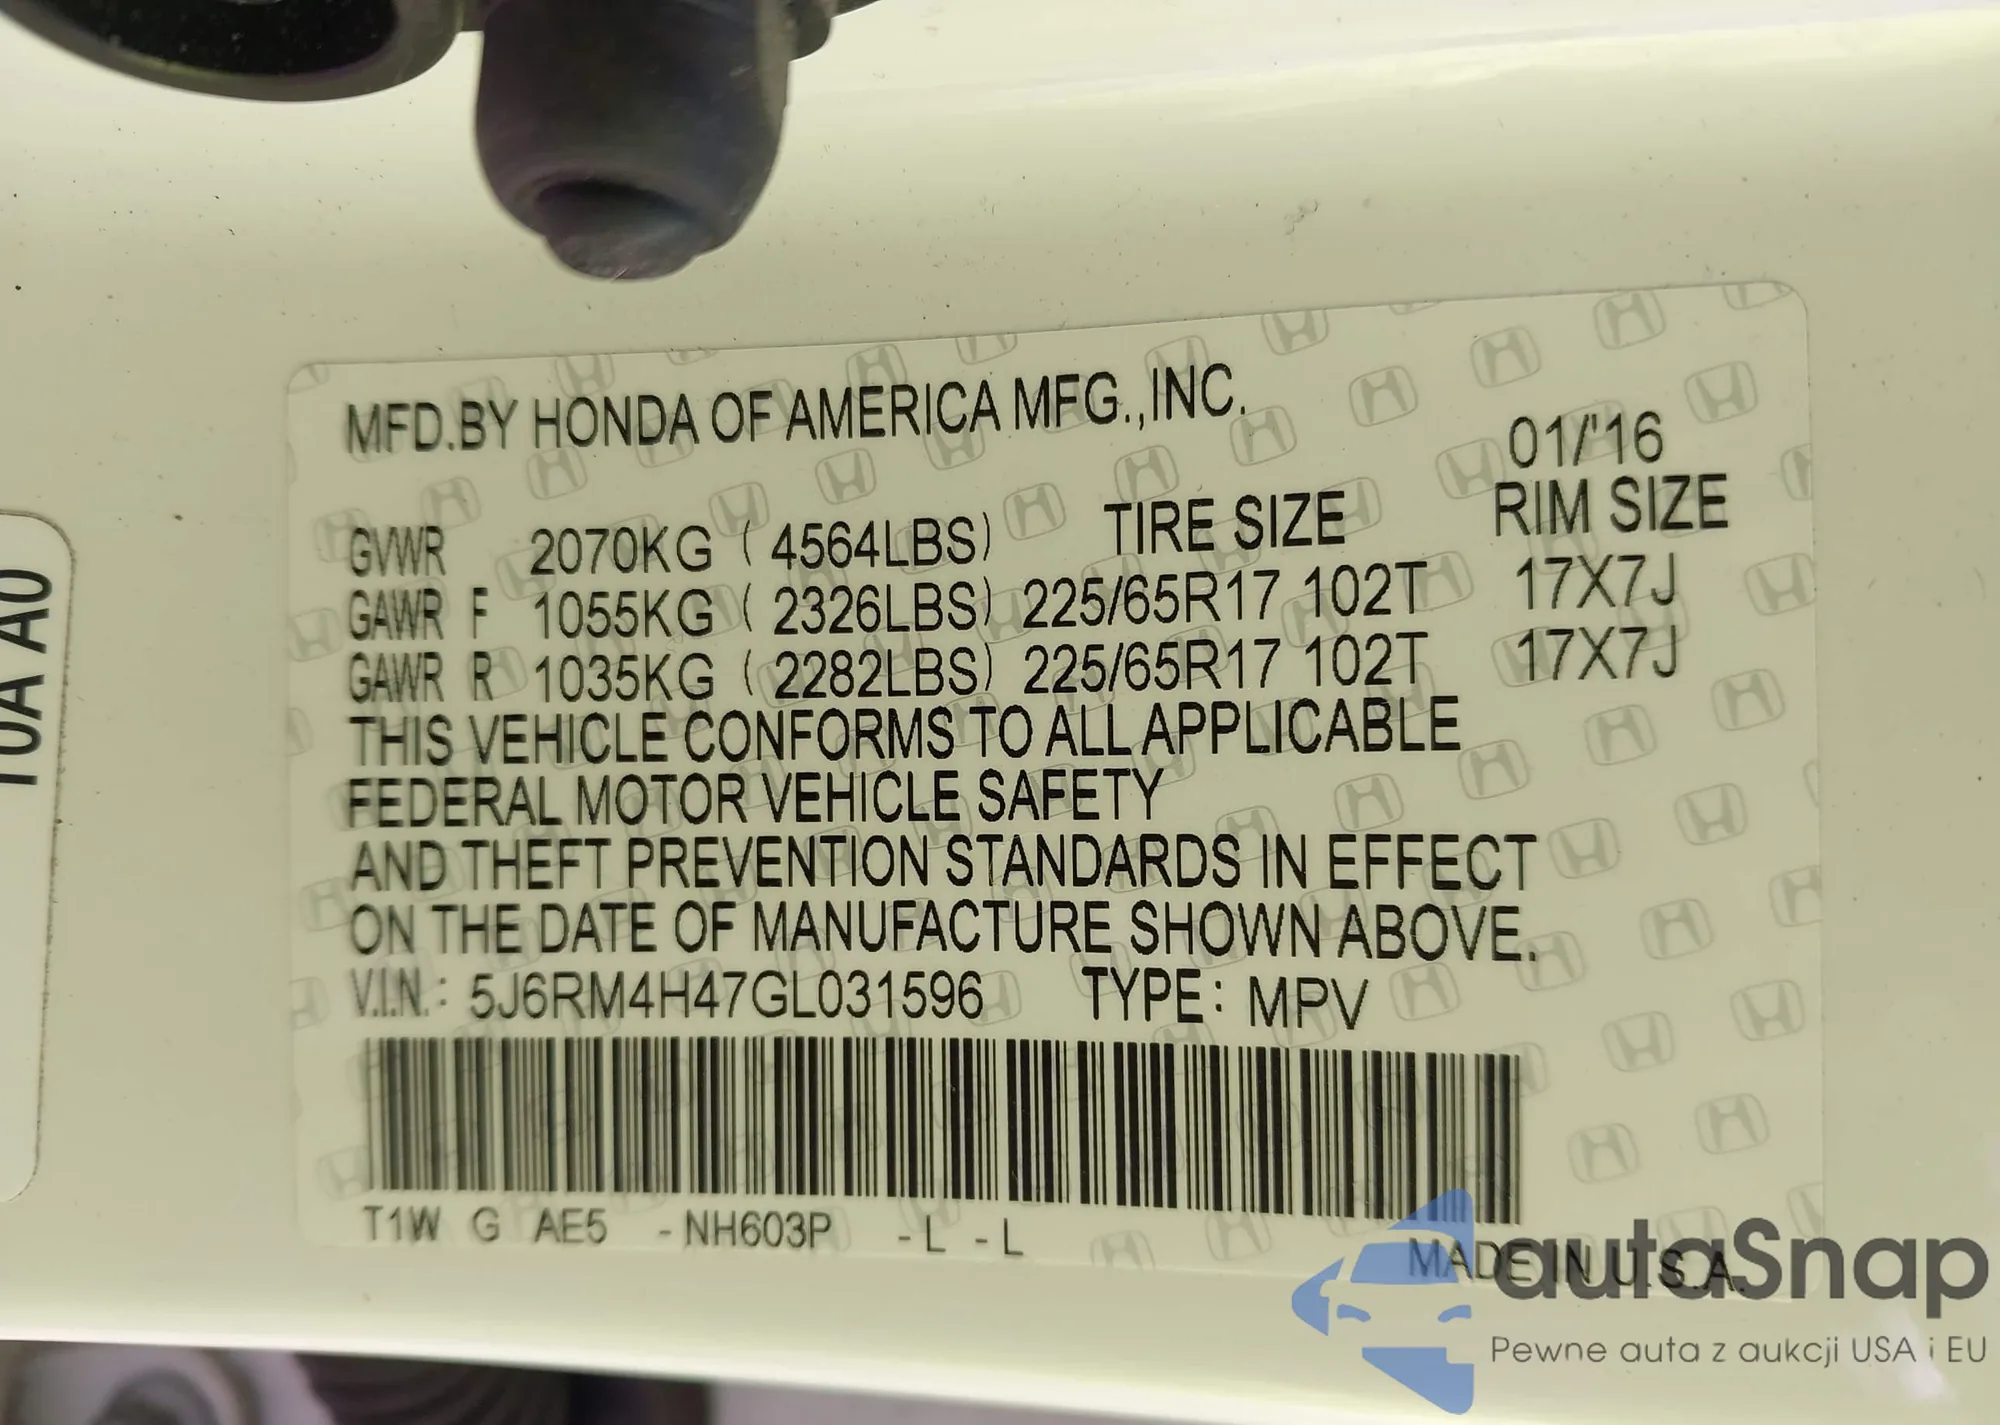 MFD.BY HONDA OF AMERICA MFG.,INC.
01/'16
GVWR 2070KG ( 4564LBS) TIRE SIZE RIM SIZE
GAWR F 1055KG ( 2326LBS) 225/65R17 102T 17X7J
GAWR R 1035KG ( 2282LBS) 225/65R17 102T 17X7J
THIS VEHICLE CONFORMS TO ALL APPLICABLE
FEDERAL MOTOR VEHICLE SAFETY
AND THEFT PREVENTION STANDARDS IN EFFECT
ON THE DATE OF MANUFACTURE SHOWN ABOVE.
V.I.N.: 5J6RM4H47GL031596 TYPE: MPV
T1W G AE5 -NH603P -L -L
MADE IN U.S.A.
10A A0
autaSnap
Pewne auta z aukcji USA i EU